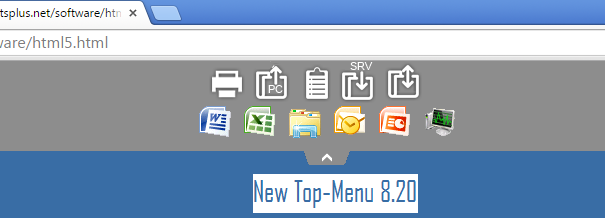 tsplus.net/software/htm
ware/html5.html
SRV
PC
New Top-Menu 8.20